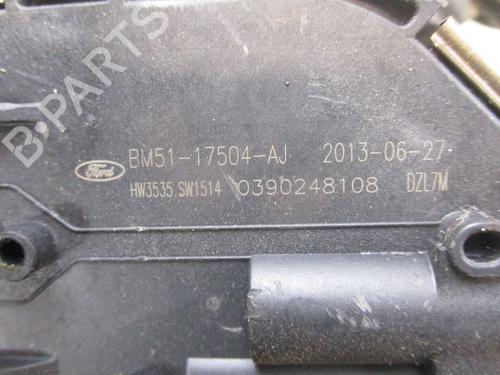 B-PARTS
Ford BM51-17504-AJ 2013-06-27
HW3535 SW1514 0390248108 DZL7M